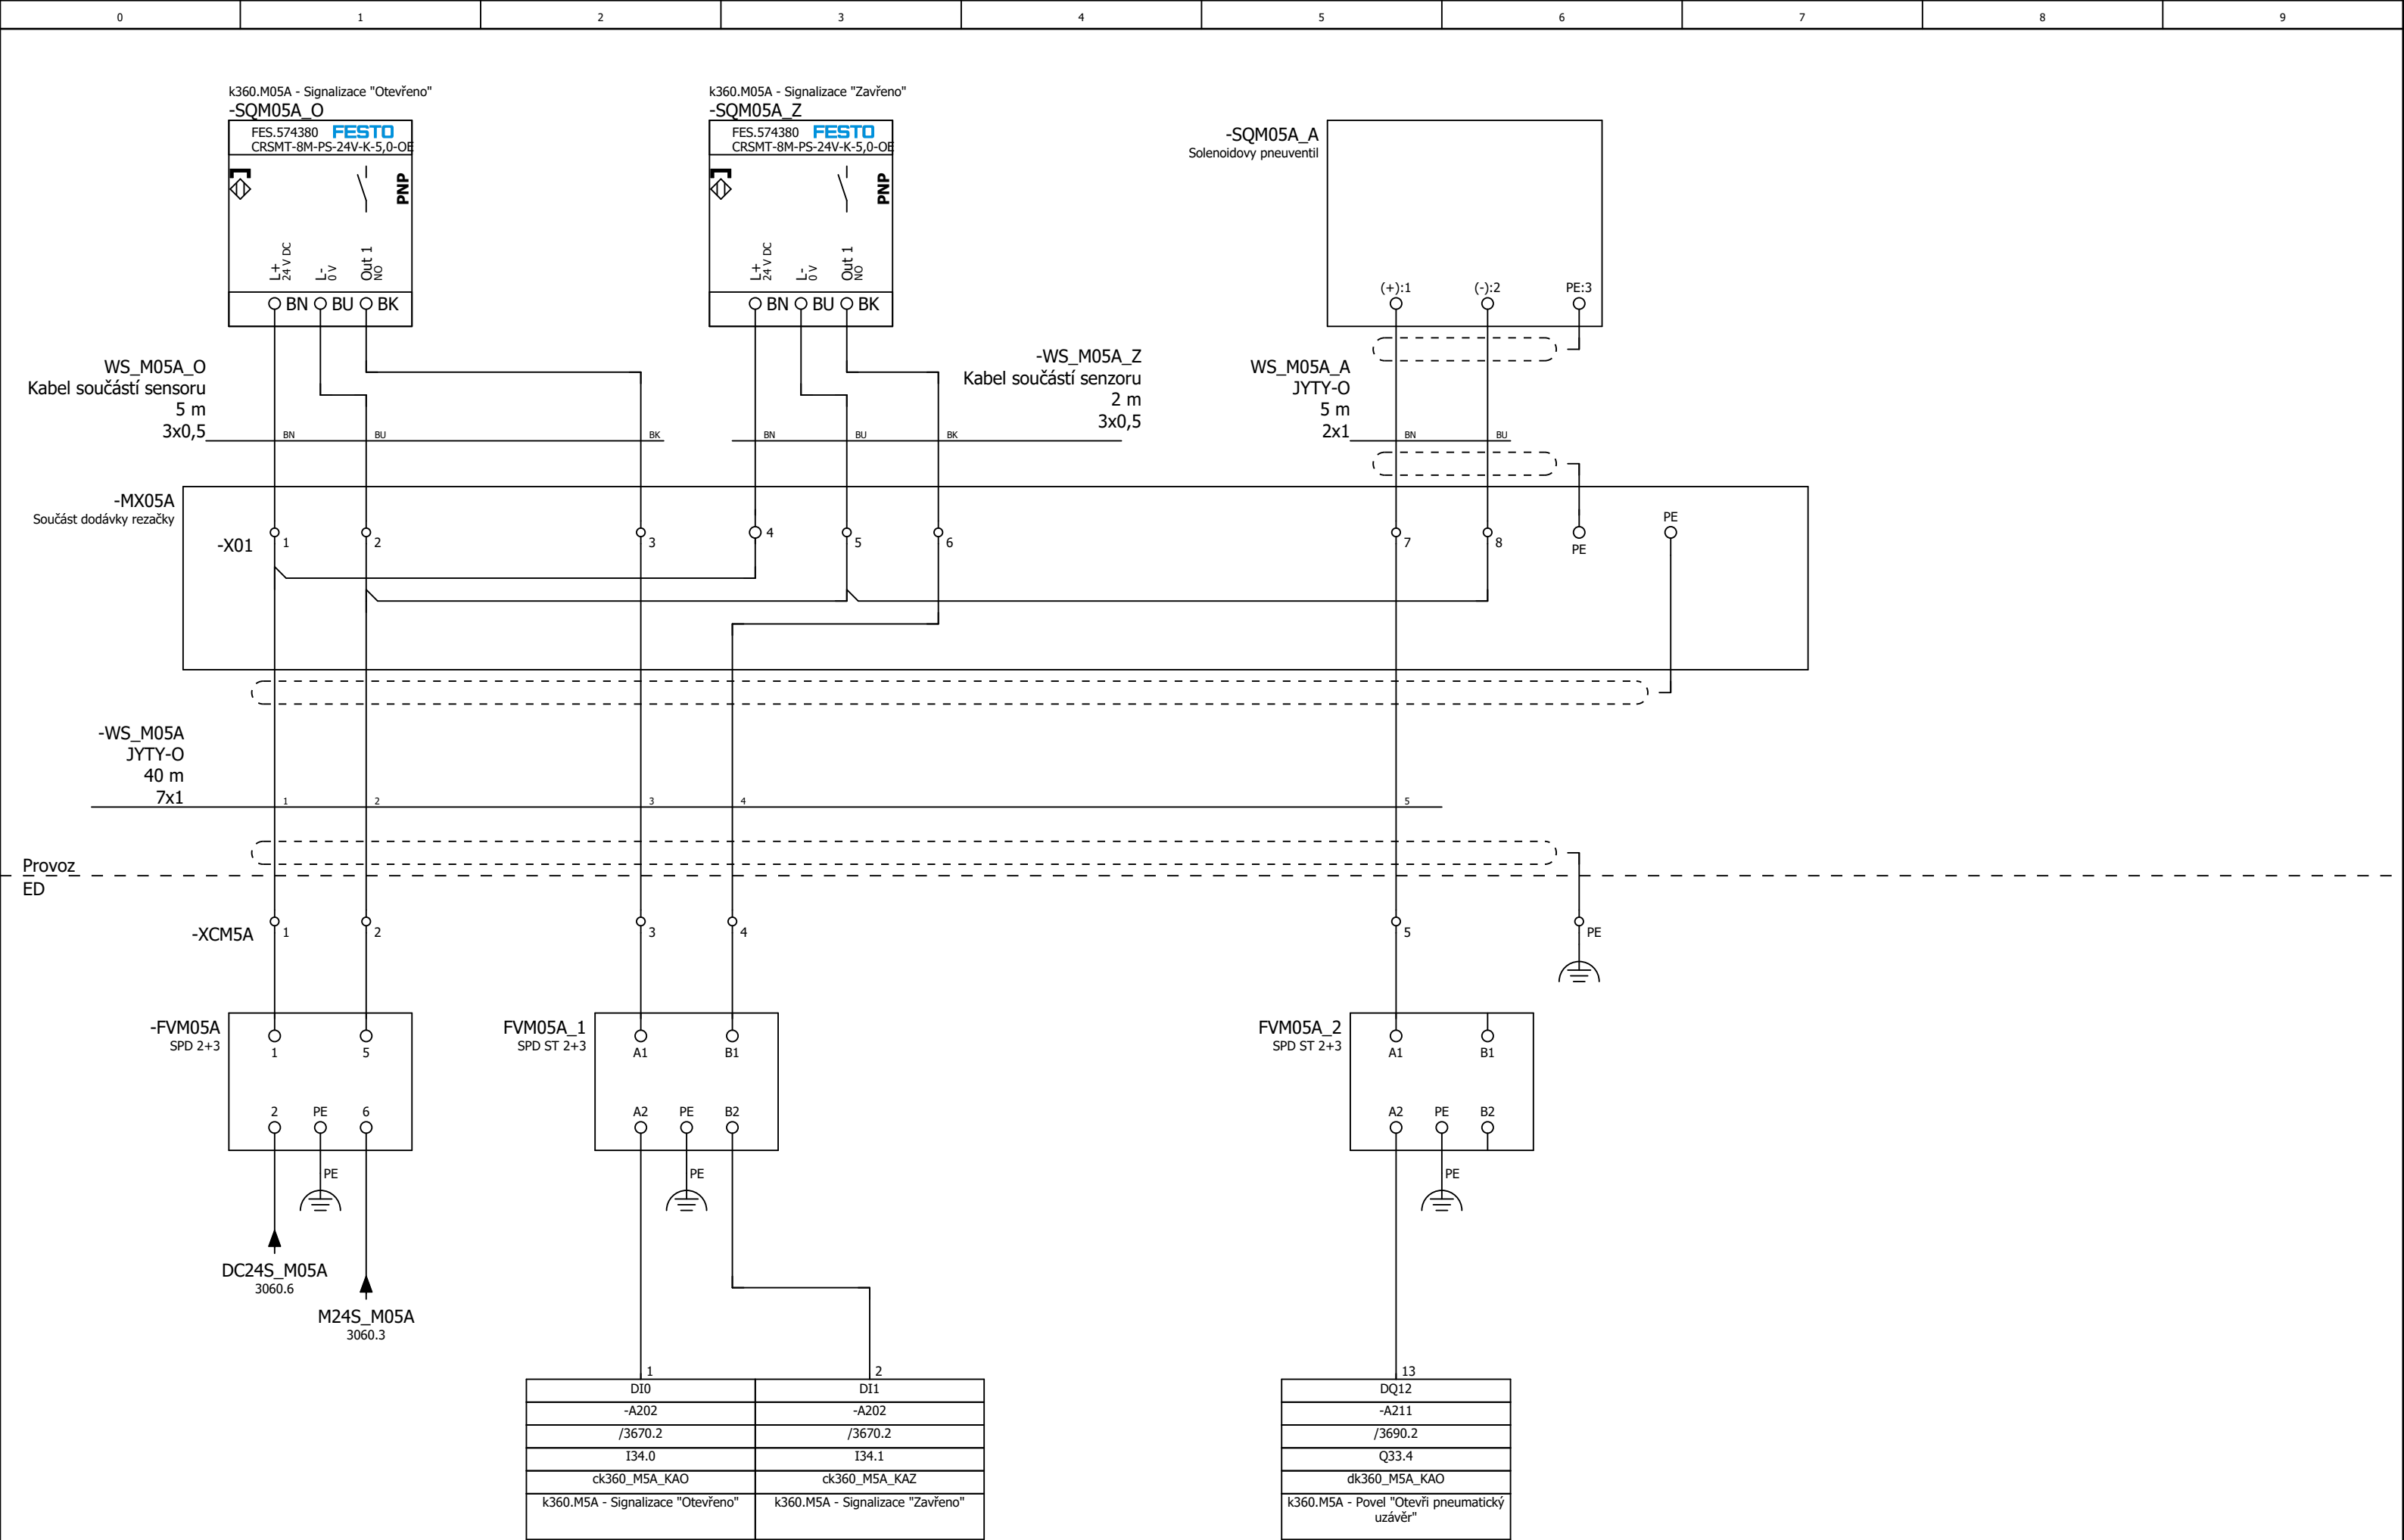 0 1 2 3 4 5 6 7 8 9
k360.M05A - Signalizace "Otevřeno"
-SQM05A_O
FES.574380 FESTO
CRSMT-8M-PS-24V-K-5,0-OE
PNP
L+
24 V DC
L-
0 V
Out 1
NO
BN BU BK
k360.M05A - Signalizace "Zavřeno"
-SQM05A_Z
FES.574380 FESTO
CRSMT-8M-PS-24V-K-5,0-OE
PNP
L+
24 V DC
L-
0 V
Out 1
NO
BN BU BK
-SQM05A_A
Solenoidovy pneuventil
(+):1 (-):2 PE:3
WS_M05A_O
Kabel součástí sensoru
5 m
3x0,5
BN BU BK
-WS_M05A_Z
Kabel součástí senzoru
2 m
3x0,5
BN BU BK
WS_M05A_A
JYTY-O
5 m
2x1
BN BU
-MX05A
Součást dodávky rezačky
-X01
1 2 3 4 5 6 7 8 PE PE
-WS_M05A
JYTY-O
40 m
7x1
1 2 3 4 5
Provoz
ED
-XCM5A
1 2 3 4 5 PE
-FVM05A
SPD 2+3
1 5
2 PE 6
PE
FVM05A_1
SPD ST 2+3
A1 B1
A2 PE B2
PE
FVM05A_2
SPD ST 2+3
A1 B1
A2 PE B2
PE
DC24S_M05A
3060.6
M24S_M05A
3060.3
1 2 13
DI0 DI1 DQ12
-A202 -A202 -A211
/3670.2 /3670.2 /3690.2
I34.0 I34.1 Q33.4
ck360_M5A_KAO ck360_M5A_KAZ dk360_M5A_KAO
k360.M5A - Signalizace "Otevřeno" k360.M5A - Signalizace "Zavřeno" k360.M5A - Povel "Otevři pneumatický
uzávěr"